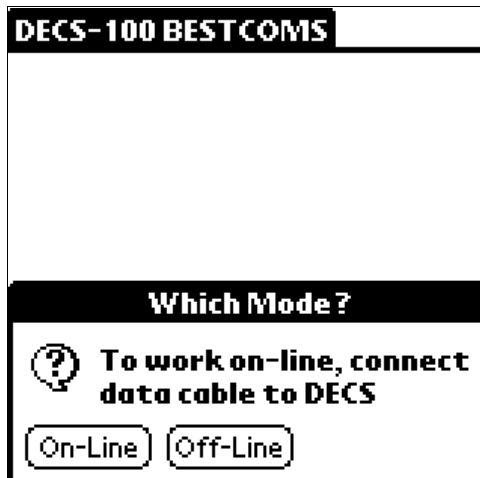 DECS-100 BESTCOMS
Which Mode?
To work on-line, connect
data cable to DECS
On-Line Off-Line